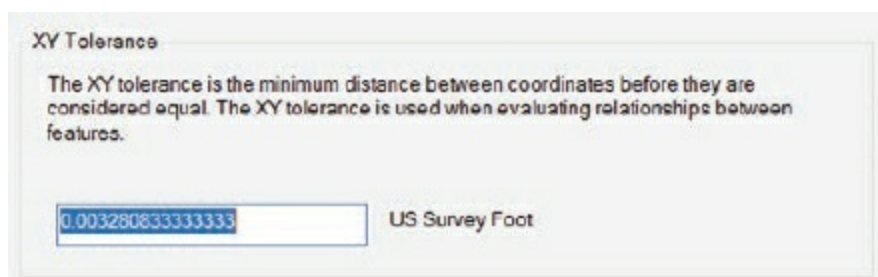 XY Tolerance
The XY tolerance is the minimum distance between coordinates before they are
considered equal. The XY tolerance is used when evaluating relationships between
features.
0.003280833333333 US Survey Foot